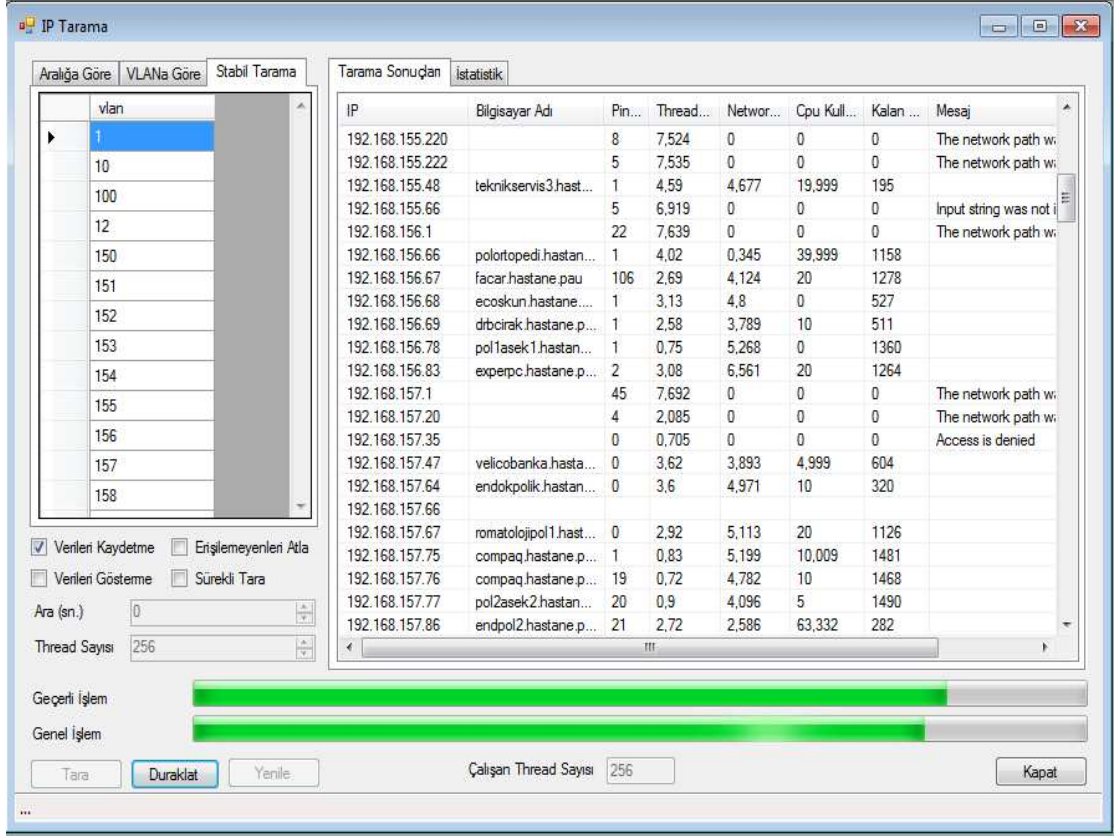 IP Tarama
Aralığa Göre VLANa Göre Stabil Tarama
vlan
1
10
100
12
150
151
152
153
154
155
156
157
158
Verileri Kaydetme Erişilemeyenleri Atla
Verileri Gösterme Sürekli Tara
Ara (sn.) 0
Thread Sayısı 256
Tarama Sonuçları İstatistik
IP Bilgisayar Adı Pin... Thread... Networ... Cpu Kull... Kalan ... Mesaj
192.168.155.220 8 7,524 0 0 0 The network path wa
192.168.155.222 5 7,535 0 0 0 The network path wa
192.168.155.48 teknikservis3.hast... 1 4,59 4,677 19,999 195
192.168.155.66 5 6,919 0 0 0 Input string was not i
192.168.156.1 22 7,639 0 0 0 The network path wa
192.168.156.66 polortopedi.hastan... 1 4,02 0,345 39,999 1158
192.168.156.67 facar.hastane.pau 106 2,69 4,124 20 1278
192.168.156.68 ecoskun.hastane.... 1 3,13 4,8 0 527
192.168.156.69 drbcirak.hastane.p... 1 2,58 3,789 10 511
192.168.156.78 pol1asek1.hastan... 1 0,75 5,268 0 1360
192.168.156.83 experpc.hastane.p... 2 3,08 6,561 20 1264
192.168.157.1 45 7,692 0 0 0 The network path wa
192.168.157.20 4 2,085 0 0 0 The network path wa
192.168.157.35 0 0,705 0 0 0 Access is denied
192.168.157.47 velicobanka.hasta... 0 3,62 3,893 4,999 604
192.168.157.64 endokpolik.hastan... 0 3,6 4,971 10 320
192.168.157.66
192.168.157.67 romatolojipol1.hast... 0 2,92 5,113 20 1126
192.168.157.75 compaq.hastane.p... 1 0,83 5,199 10,009 1481
192.168.157.76 compaq.hastane.p... 19 0,72 4,782 10 1468
192.168.157.77 pol2asek2.hastan... 20 0,9 4,096 5 1490
192.168.157.86 endpol2.hastane.p... 21 2,72 2,586 63,332 282
Geçerli İşlem
Genel İşlem
Tara Duraklat Yenile Çalışan Thread Sayısı 256 Kapat
...